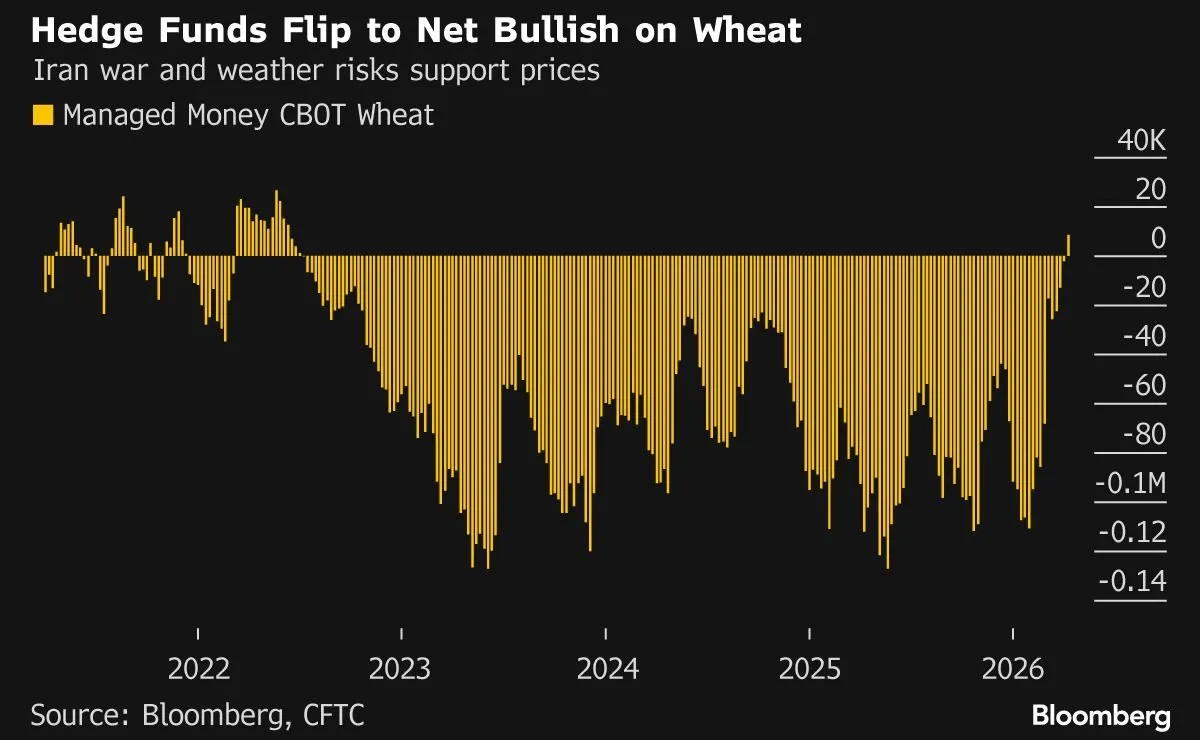 Hedge Funds Flip to Net Bullish on Wheat
Iran war and weather risks support prices
Managed Money CBOT Wheat
40K
20
0
-20
-40
-60
-80
-0.1M
-0.12
-0.14
2022 2023 2024 2025 2026
Source: Bloomberg, CFTC
Bloomberg